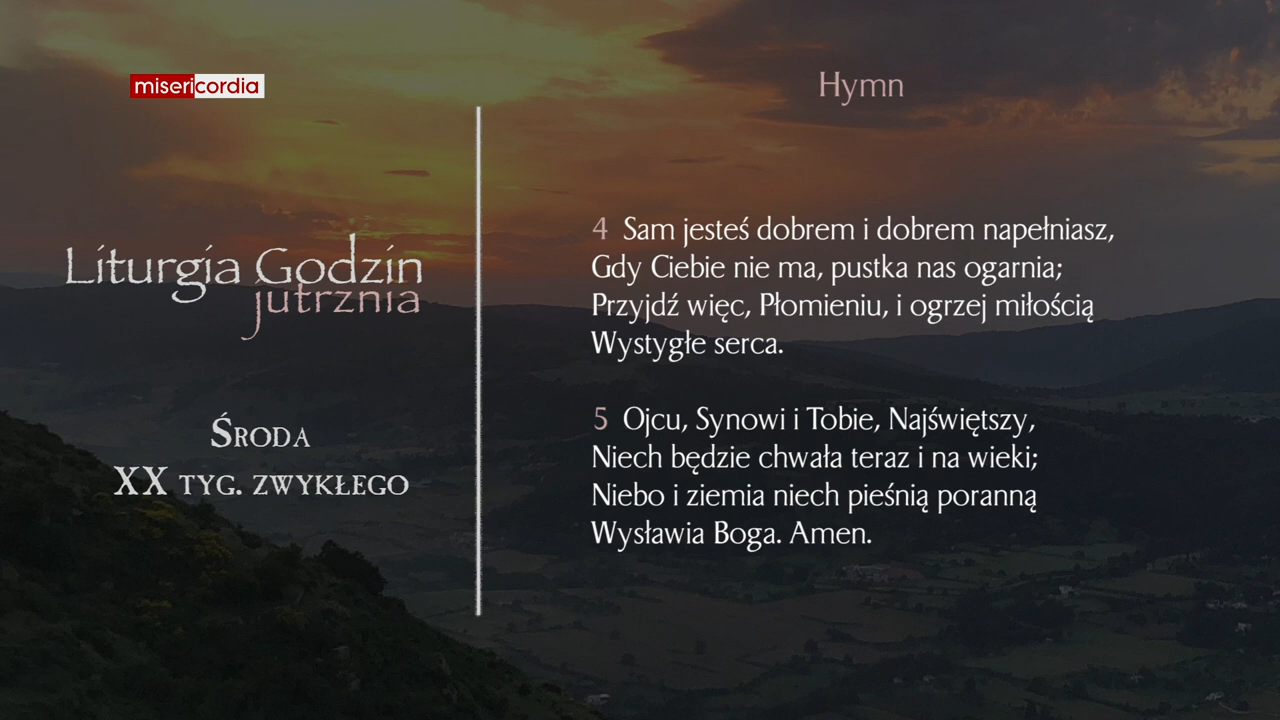 misericordia
Liturgia Godzin
jutrznia
Środa
XX tyg. zwykłego
Hymn
4 Sam jesteś dobrem i dobrem napełniasz,
Gdy Ciebie nie ma, pustka nas ogarnia;
Przyjdź więc, Płomieniu, i ogrzej miłością
Wystygłe serca.
5 Ojcu, Synowi i Tobie, Najświętszy,
Niech będzie chwała teraz i na wieki;
Niebo i ziemia niech pieśnią poranną
Wysławia Boga. Amen.